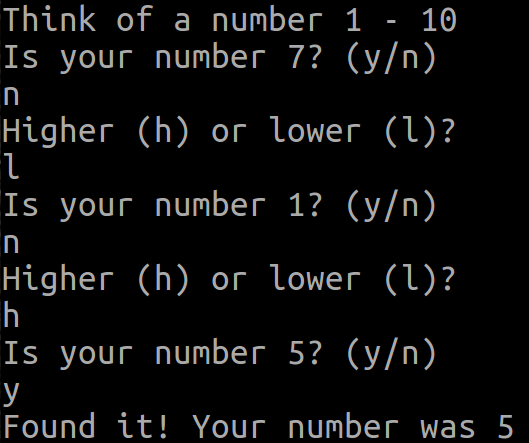 Think of a number 1 - 10
Is your number 7? (y/n)
n
Higher (h) or lower (l)?
l
Is your number 1? (y/n)
n
Higher (h) or lower (l)?
h
Is your number 5? (y/n)
y
Found it! Your number was 5